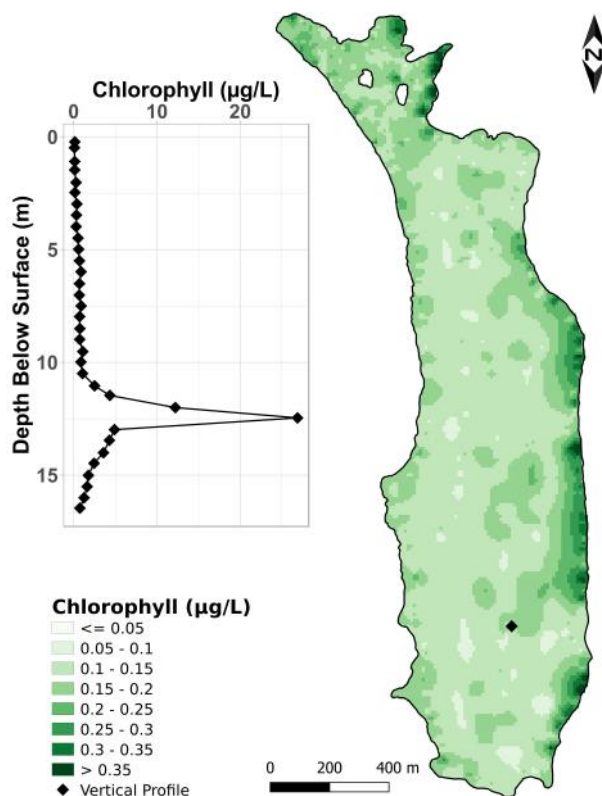 Chlorophyll (µg/L)
0 20
0
5
10
15
Depth Below Surface (m)
N
Chlorophyll (µg/L)
<= 0.05
0.05 - 0.1
0.1 - 0.15
0.15 - 0.2
0.2 - 0.25
0.25 - 0.3
0.3 - 0.35
> 0.35
Vertical Profile
0 200 400 m